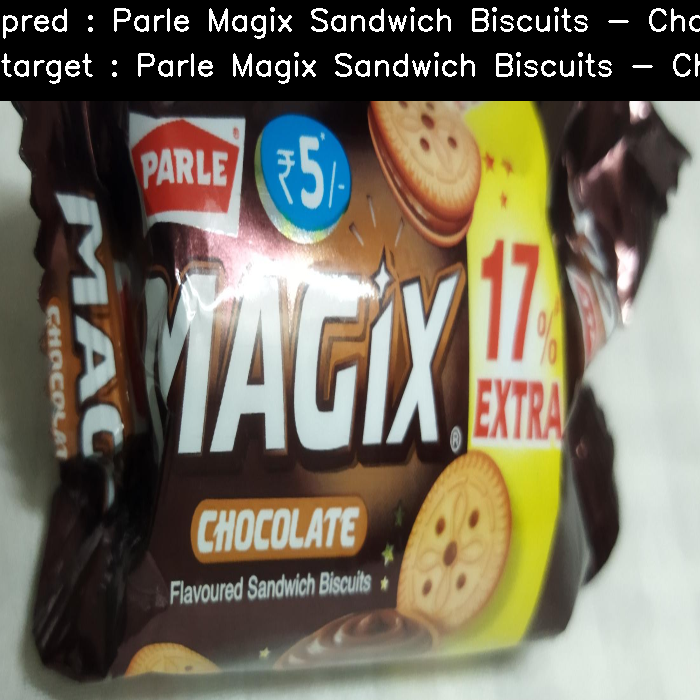 pred : Parle Magix Sandwich Biscuits – Cho
target : Parle Magix Sandwich Biscuits – Ch
PARLE®
₹5*/-
MAGIX®
17%*
EXTRA
CHOCOLATE
Flavoured Sandwich Biscuits
MAG
CHOCOLAT